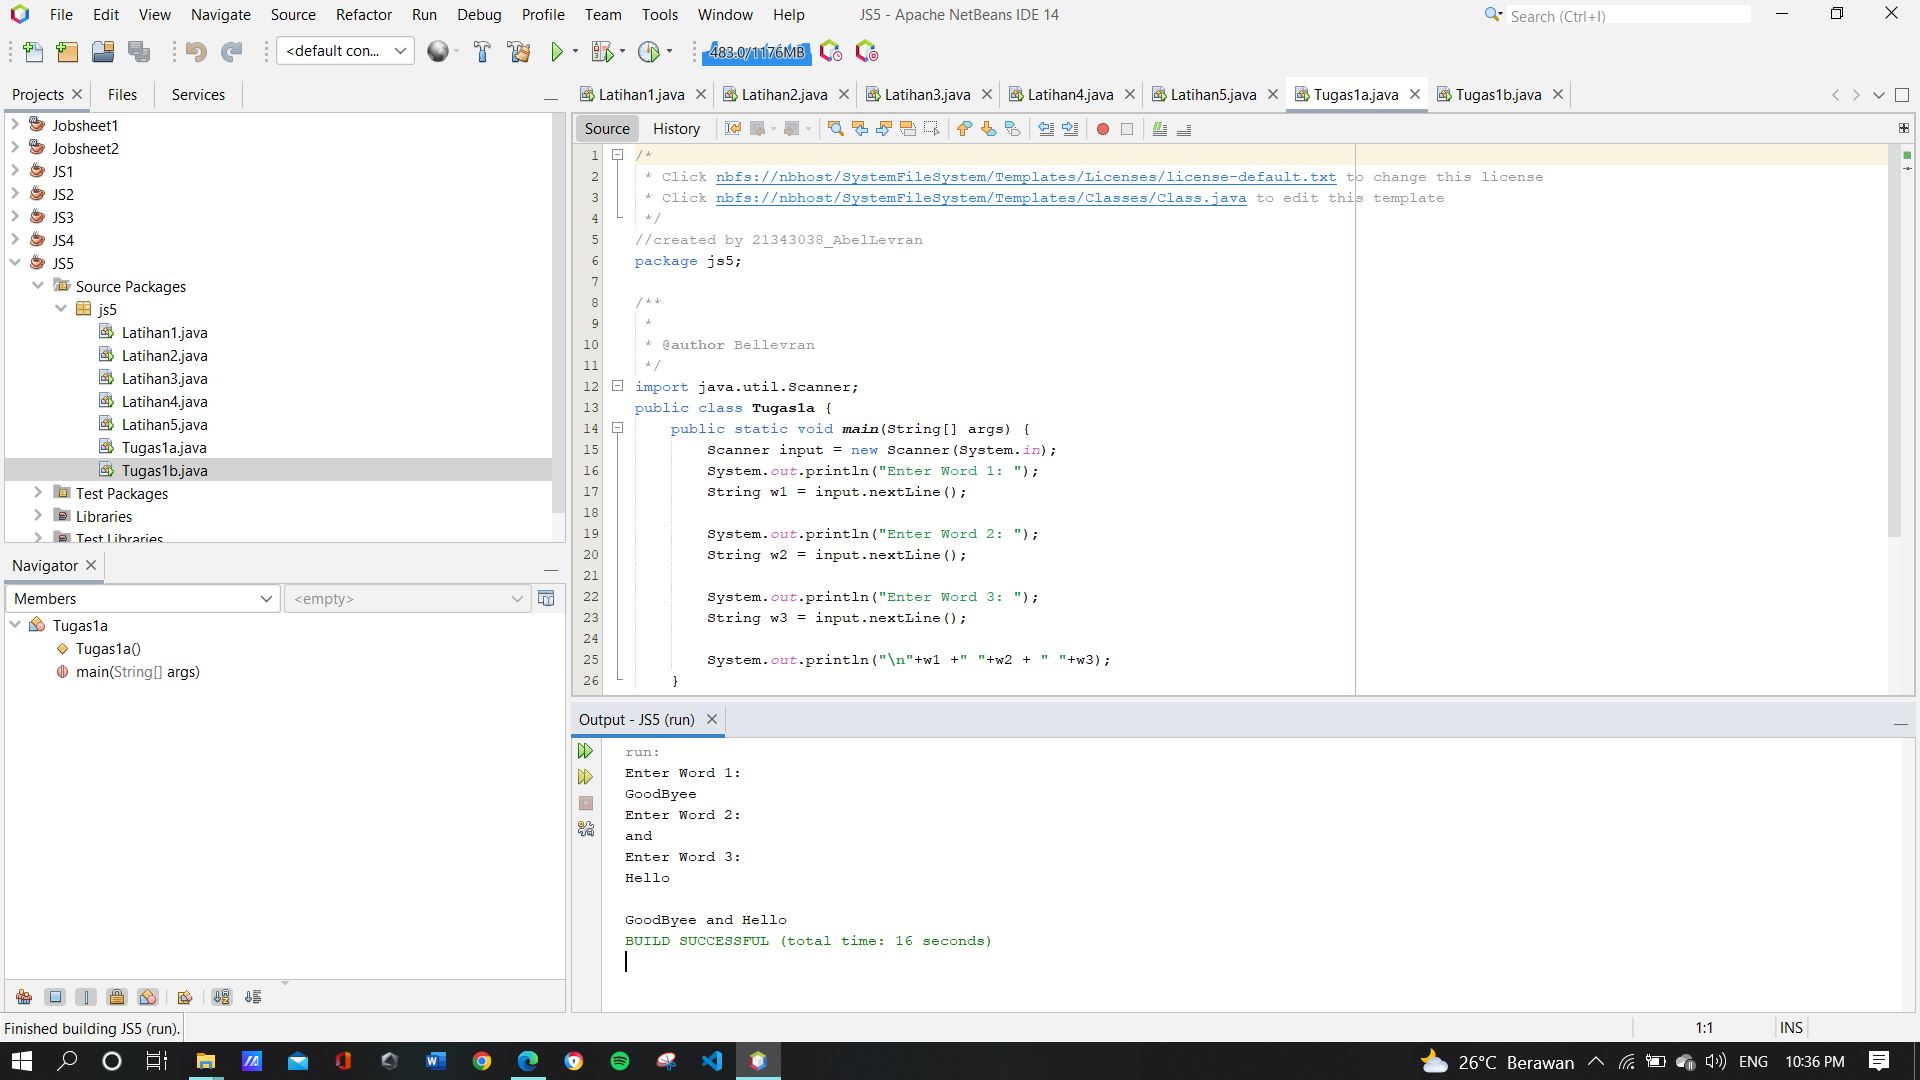 File Edit View Navigate Source Refactor Run Debug Profile Team Tools Window Help JS5 - Apache NetBeans IDE 14 Search (Ctrl+I)
<default con... 483.0/1176MB
Projects Files Services
Latihan1.java Latihan2.java Latihan3.java Latihan4.java Latihan5.java Tugas1a.java Tugas1b.java
Jobsheet1
Jobsheet2
JS1
JS2
JS3
JS4
JS5
Source Packages
js5
Latihan1.java
Latihan2.java
Latihan3.java
Latihan4.java
Latihan5.java
Tugas1a.java
Tugas1b.java
Test Packages
Libraries
Test Libraries
Navigator
Members <empty>
Tugas1a
Tugas1a()
main(String[] args)
Source History
1 /*
2 * Click nbfs://nbhost/SystemFileSystem/Templates/Licenses/license-default.txt to change this license
3 * Click nbfs://nbhost/SystemFileSystem/Templates/Classes/Class.java to edit this template
4 */
5 //created by 21343038_AbelLevran
6 package js5;
7
8 /**
9 *
10 * @author Bellevran
11 */
12 import java.util.Scanner;
13 public class Tugas1a {
14 public static void main(String[] args) {
15 Scanner input = new Scanner(System.in);
16 System.out.println("Enter Word 1: ");
17 String w1 = input.nextLine();
18
19 System.out.println("Enter Word 2: ");
20 String w2 = input.nextLine();
21
22 System.out.println("Enter Word 3: ");
23 String w3 = input.nextLine();
24
25 System.out.println("\n"+w1 +" "+w2 + " "+w3);
26 }
Output - JS5 (run)
run:
Enter Word 1:
GoodByee
Enter Word 2:
and
Enter Word 3:
Hello
GoodByee and Hello
BUILD SUCCESSFUL (total time: 16 seconds)
Finished building JS5 (run). 1:1 INS
26°C Berawan ENG 10:36 PM